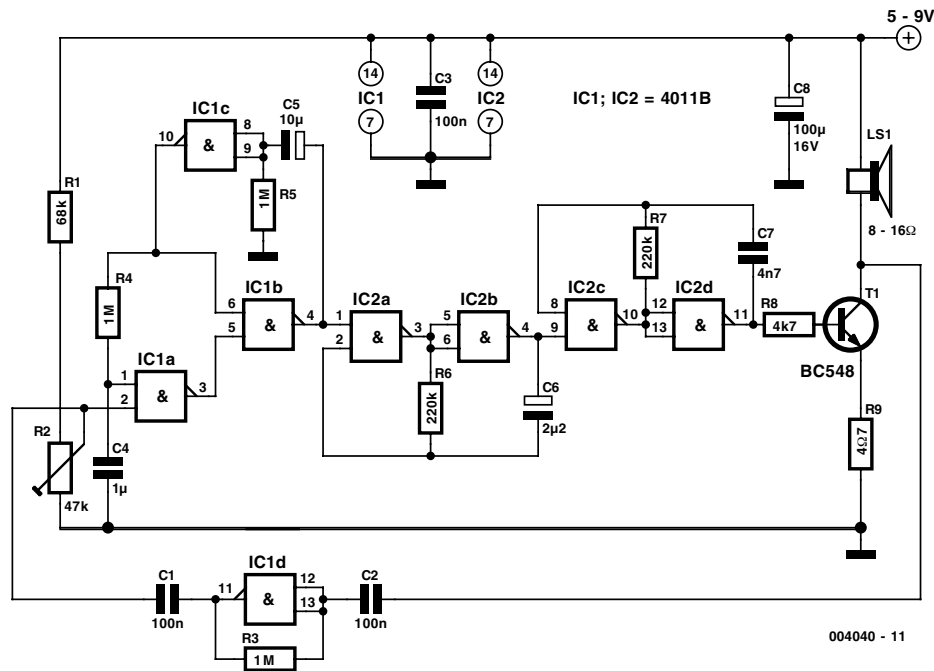 5 - 9V
14
14
C3
IC1
IC2
IC1; IC2 = 4011B
100n
7
7
C8
100µ
16V
LS1
8 - 16Ω
IC1c
C5
10µ
10
&
8
9
R5
1M
R1
68k
R4
1M
IC1b
6
5
&
4
IC1a
1
2
&
3
R2
47k
C4
1µ
IC2a
1
2
&
3
IC2b
5
6
&
4
R6
220k
C6
2µ2
IC2c
8
9
&
10
R7
220k
IC2d
12
13
&
11
C7
4n7
R8
4k7
T1
BC548
R9
4Ω7
C1
100n
IC1d
11
&
12
13
C2
100n
R3
1M
004040 - 11